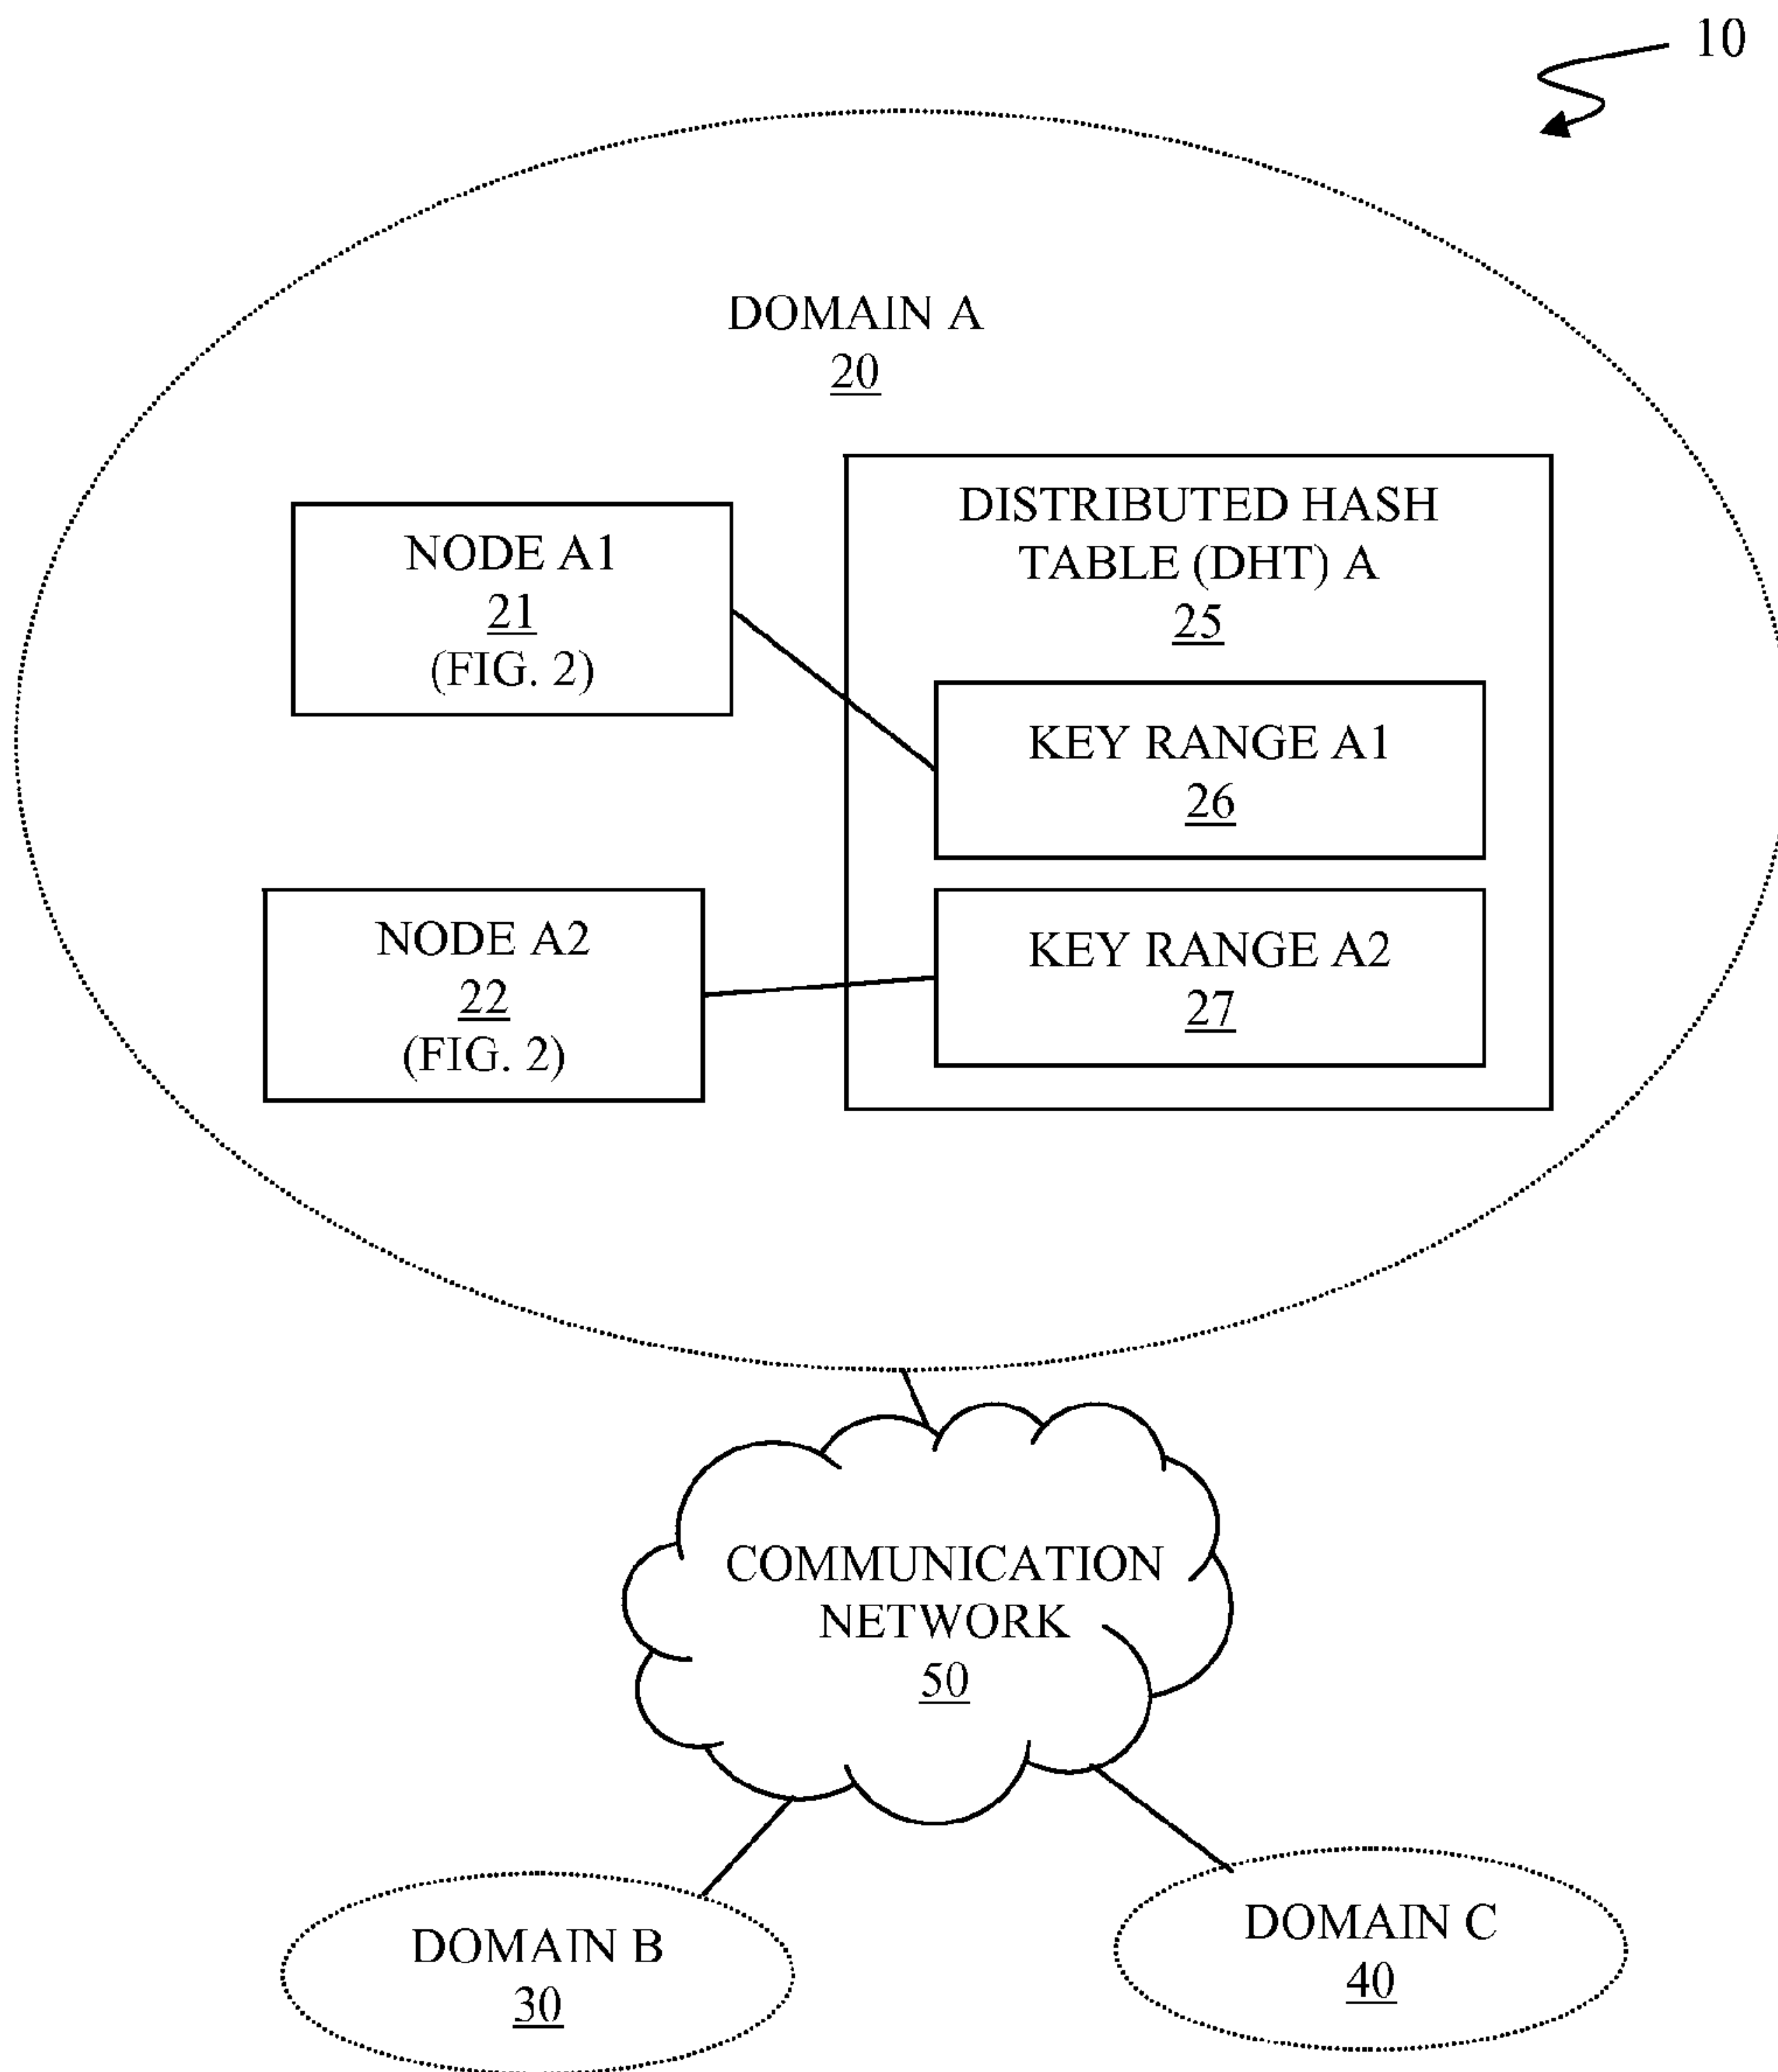 10
DOMAIN A
20
NODE A1
21
(FIG. 2)
DISTRIBUTED HASH
TABLE (DHT) A
25
KEY RANGE A1
26
NODE A2
22
(FIG. 2)
KEY RANGE A2
27
COMMUNICATION
NETWORK
50
DOMAIN B
30
DOMAIN C
40